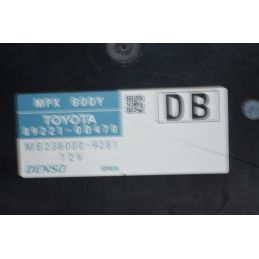 MPX BODY
DB
TOYOTA
89221-0D470
MB238000-9281
12V
DENSO